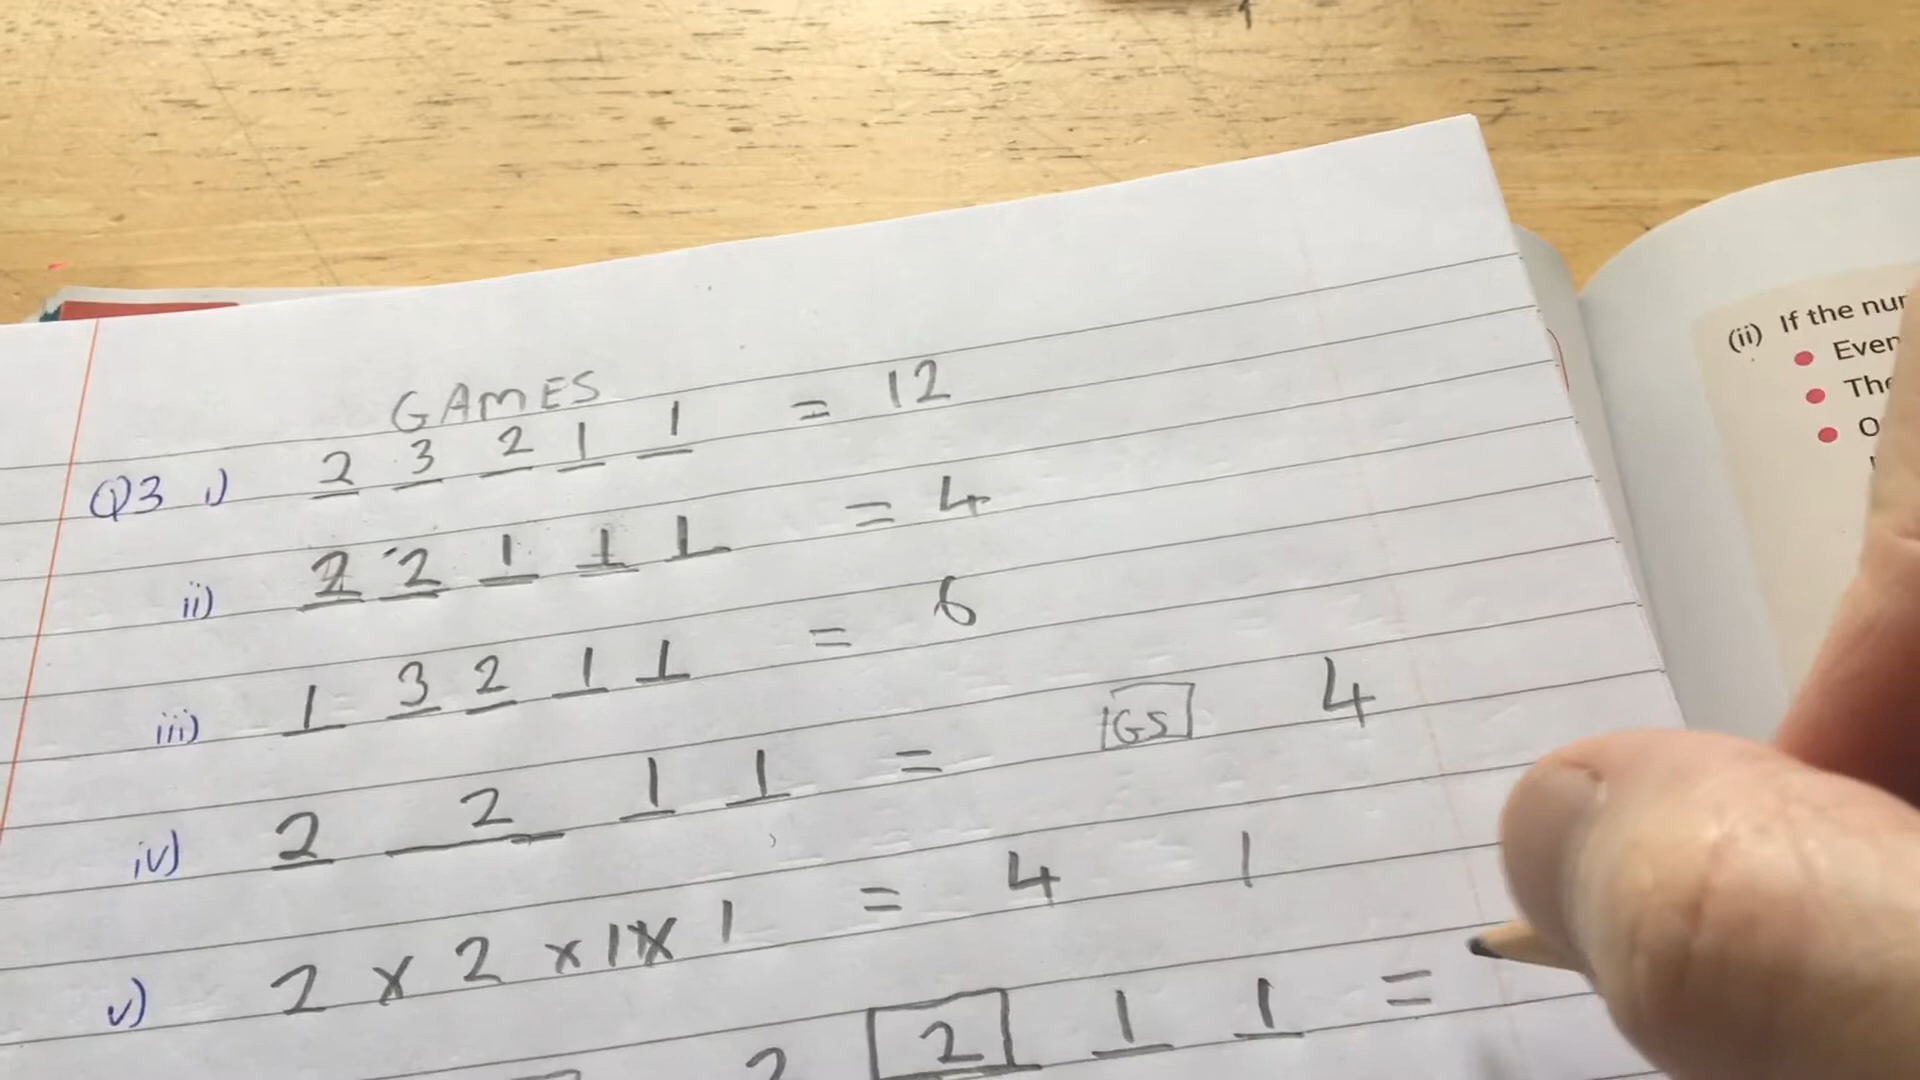 GAMES
Q3 i) 2 3 2 1 1 = 12
ii) 2 2 1 1 1 = 4
iii) 1 3 2 1 1 = 6
iv) 2 2 1 1 = GS 4
v) 2 x 2 x 1 x 1 = 4 1
2 2 1 1 =
(ii) If the
Even